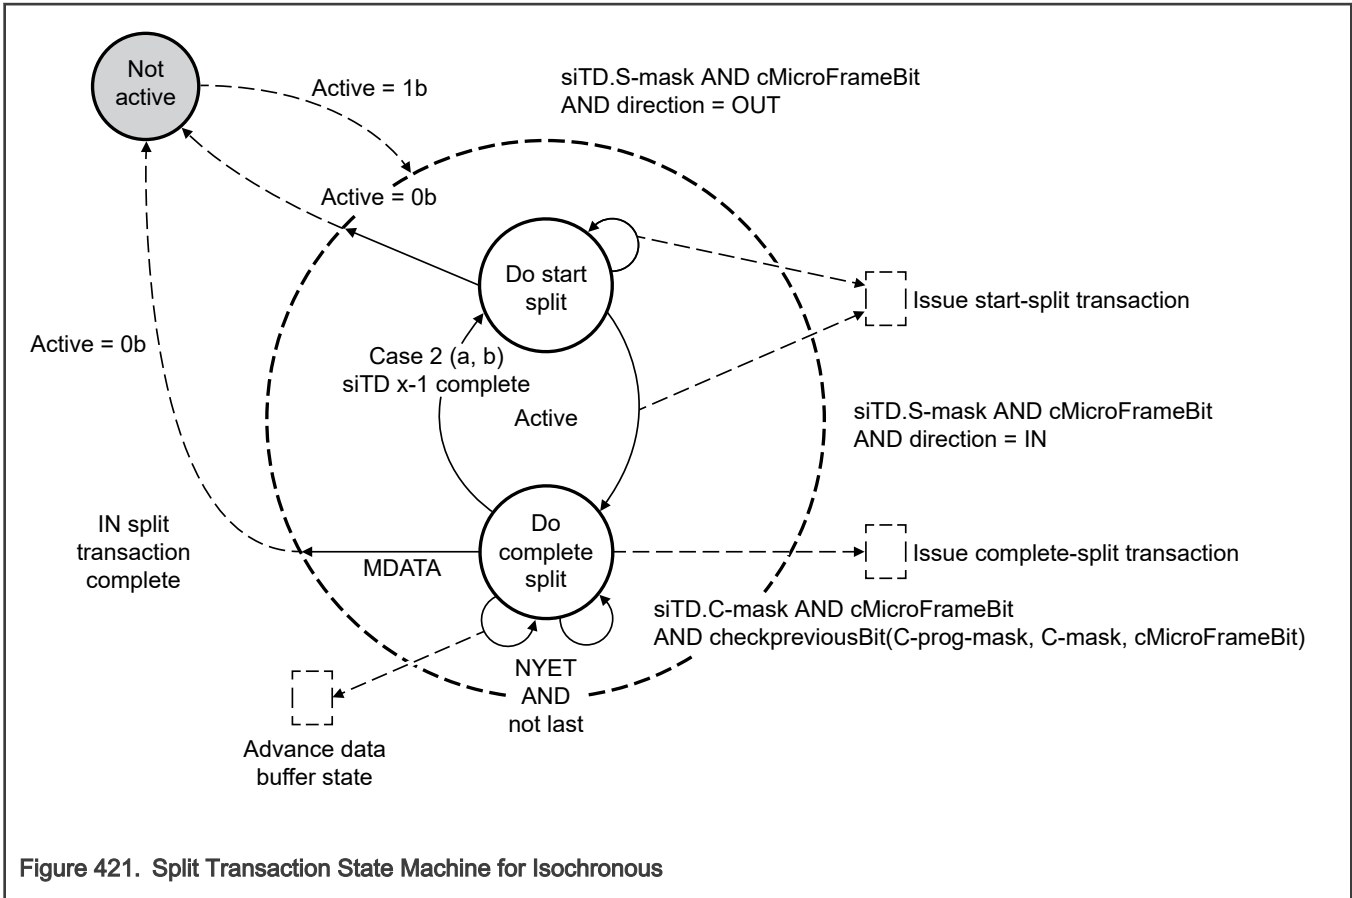 Not
active
Active = 1b
siTD.S-mask AND cMicroFrameBit
AND direction = OUT
Active = 0b
Do start
split
Issue start-split transaction
Active = 0b
Case 2 (a, b)
siTD x-1 complete
Active
siTD.S-mask AND cMicroFrameBit
AND direction = IN
IN split
transaction
complete
MDATA
Do
complete
split
Issue complete-split transaction
siTD.C-mask AND cMicroFrameBit
AND checkpreviousBit(C-prog-mask, C-mask, cMicroFrameBit)
NYET
AND
not last
Advance data
buffer state
Figure 421. Split Transaction State Machine for Isochronous